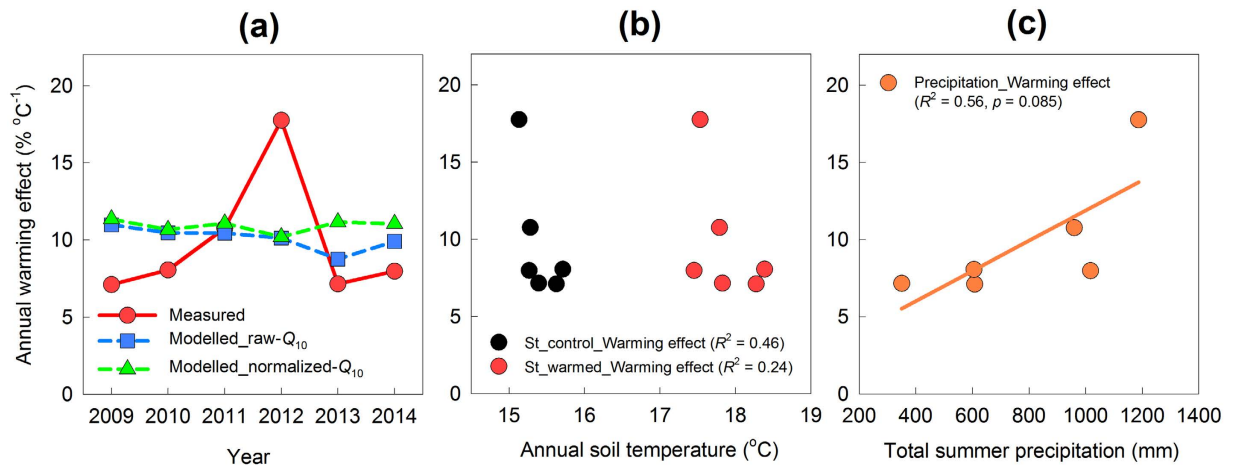 (a)
Annual warming effect (% °C⁻¹)
20
15
10
5
0
Measured
Modelled_raw-Q₁₀
Modelled_normalized-Q₁₀
2009 2010 2011 2012 2013 2014
Year
(b)
20
15
10
5
0
St_control_Warming effect (R² = 0.46)
St_warmed_Warming effect (R² = 0.24)
15 16 17 18 19
Annual soil temperature (°C)
(c)
20
15
10
5
0
Precipitation_Warming effect
(R² = 0.56, p = 0.085)
200 400 600 800 1000 1200 1400
Total summer precipitation (mm)